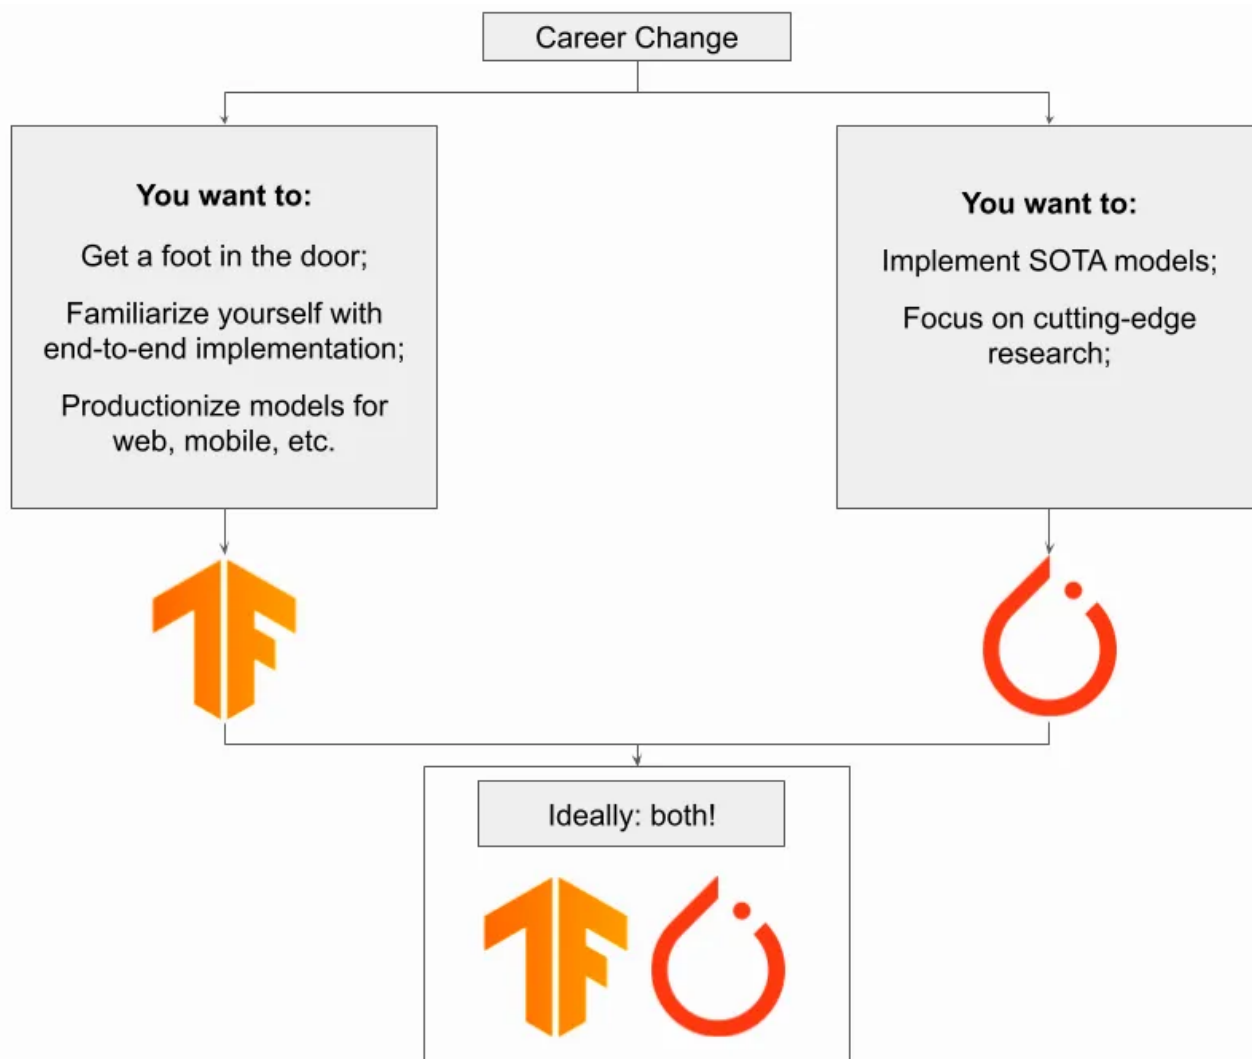 Career Change
You want to:
Get a foot in the door;
Familiarize yourself with
end-to-end implementation;
Productionize models for
web, mobile, etc.
You want to:
Implement SOTA models;
Focus on cutting-edge
research;
Ideally: both!